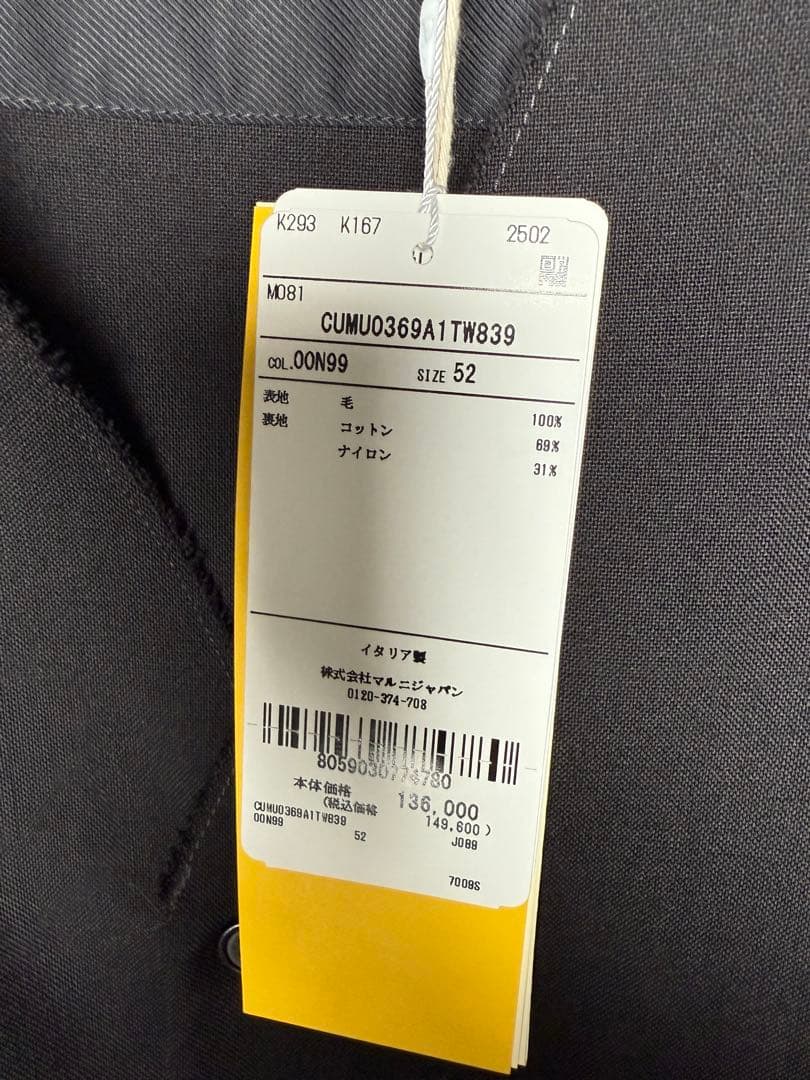 K293 K167 2502
M081
CUMU0369A1TW839
COL.00N99 SIZE 52
表地 毛 100%
裏地 コットン 69%
ナイロン 31%
イタリア製
株式会社マルニジャパン
0120-374-708
本体価格 136,000
(税込価格 149,600)
CUMU0369A1TW839 J089
00N99 52
7009S